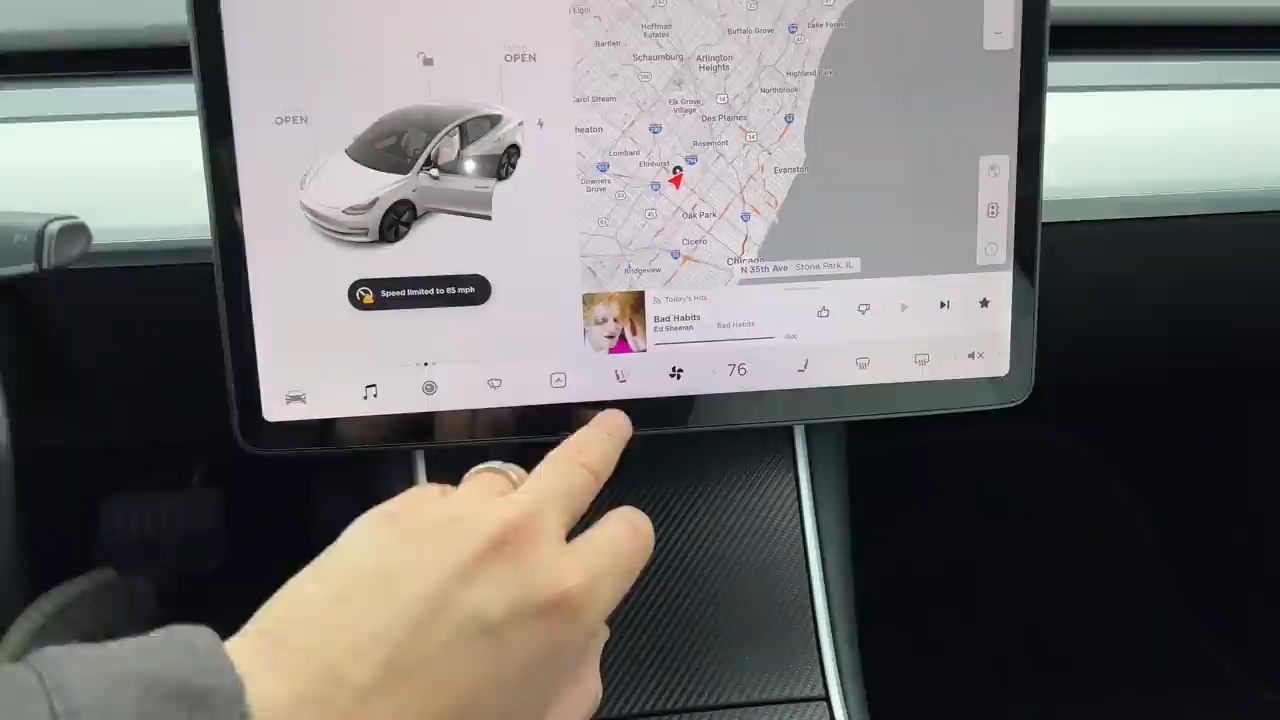 OPEN
OPEN
Speed limited to 85 mph
Elgin
Hoffman
Estates
Buffalo Grove
Lake Forest
Bartlett
Schaumburg
Arlington
Heights
Highland Park
Northbrook
Carol Stream
Elk Grove
Village
Des Plaines
heaton
Rosemont
Lombard
Elmhurst
Evanston
Downers
Grove
Oak Park
Cicero
Bridgeview
Chicago
N 35th Ave Stone Park, IL
Today's Hits
Bad Habits
Ed Sheeran
Bad Habits
76